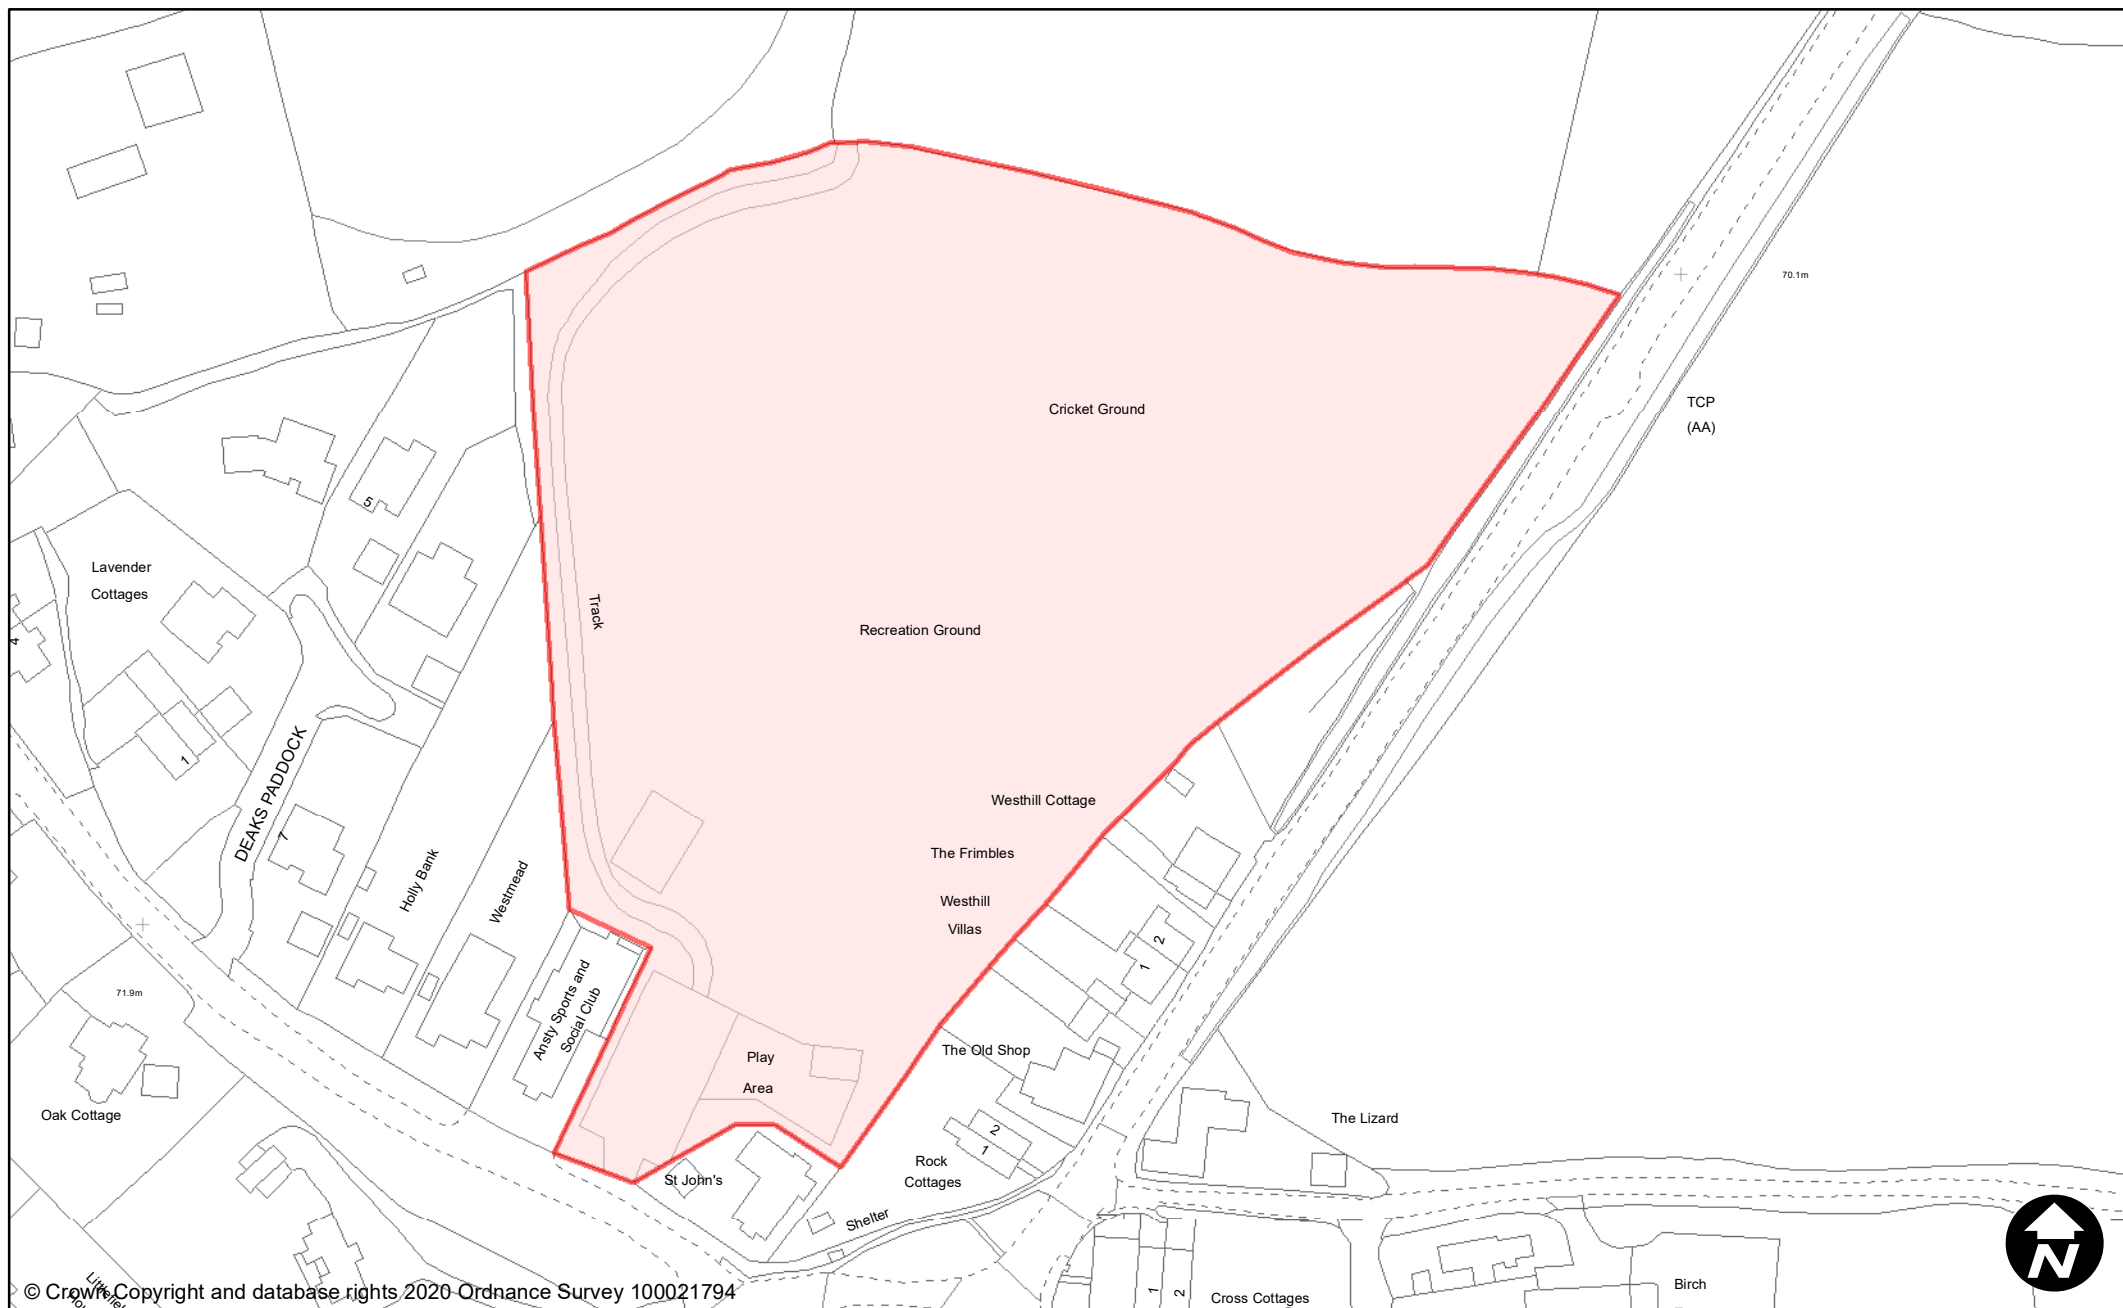 70.1m
TCP
(AA)
Cricket Ground
5
Lavender
Cottages
Track
4
Recreation Ground
1
DEAKS PADDOCK
7
Westhill Cottage
The Frimbles
Westhill
Villas
Holly Bank
Westmead
2
1
71.9m
Ansty Sports and
Social Club
Play
Area
The Old Shop
Oak Cottage
The Lizard
2
1
Rock
Cottages
St John's
Shelter
N
Birch
1
2
Cross Cottages
© Crown Copyright and database rights 2020 Ordnance Survey 100021794